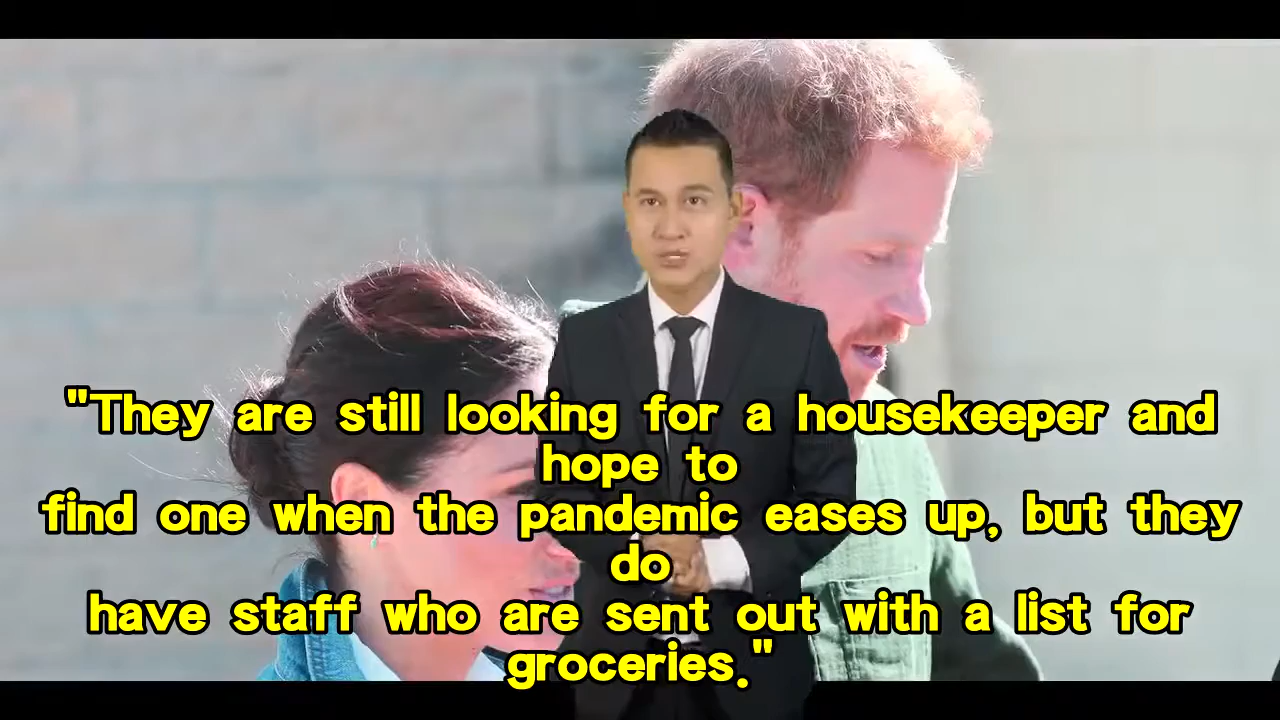 "They are still looking for a housekeeper and
hope to
find one when the pandemic eases up, but they
do
have staff who are sent out with a list for
groceries."